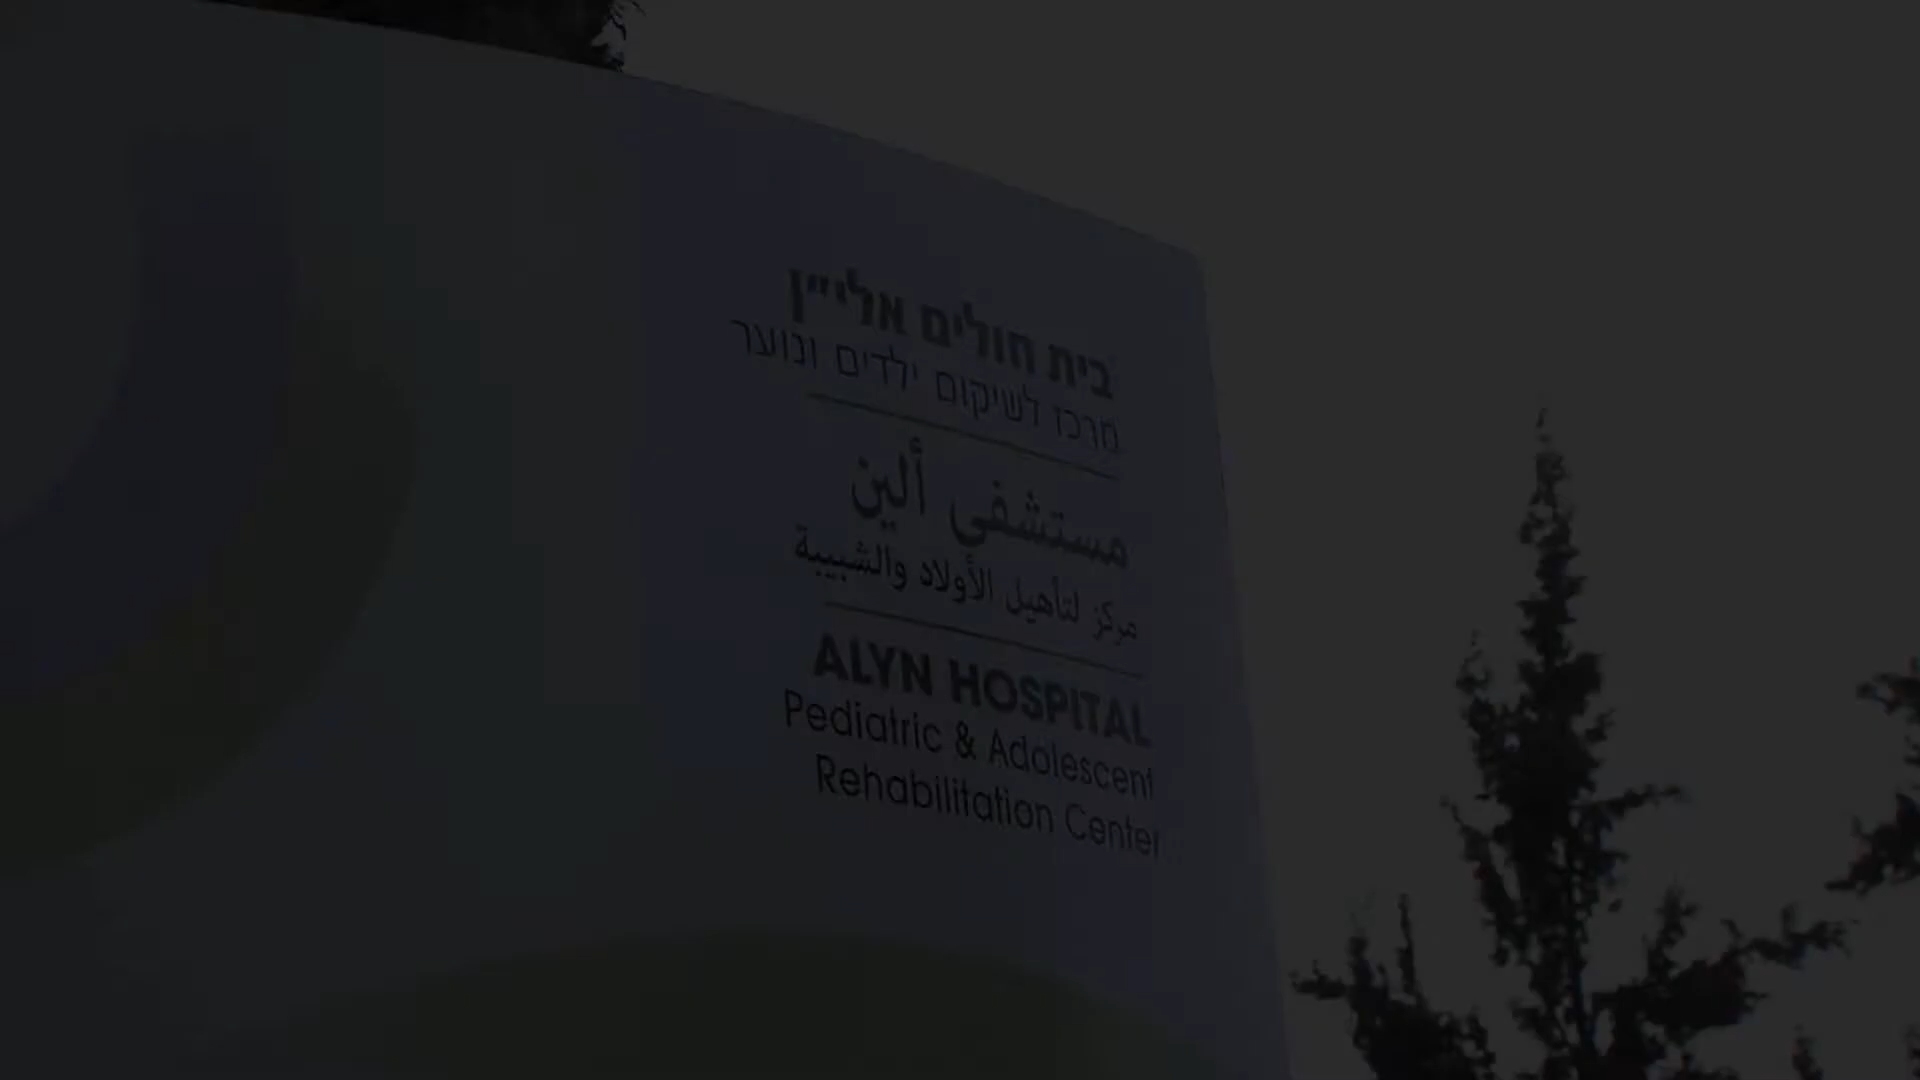 בית חולים אלי"ן
מרכז לשיקום ילדים ונוער
مستشفى ألين
مركز لتأهيل الأولاد والشبيبة
ALYN HOSPITAL
Pediatric & Adolescent
Rehabilitation Center